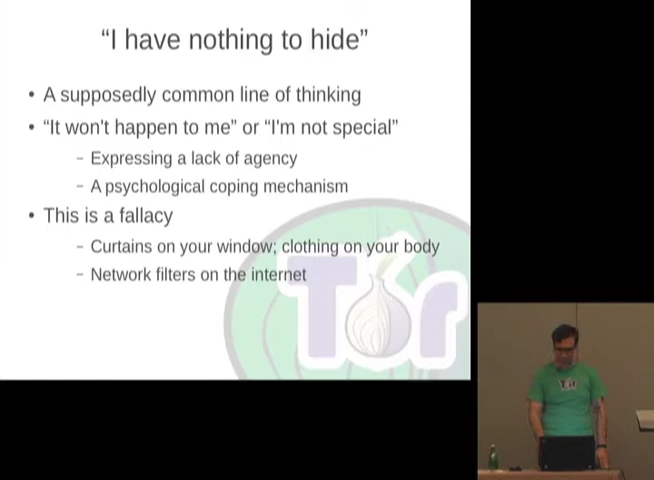 “I have nothing to hide”
• A supposedly common line of thinking
• “It won't happen to me” or “I'm not special”
– Expressing a lack of agency
– A psychological coping mechanism
• This is a fallacy
– Curtains on your window; clothing on your body
– Network filters on the internet
Tor
Tor